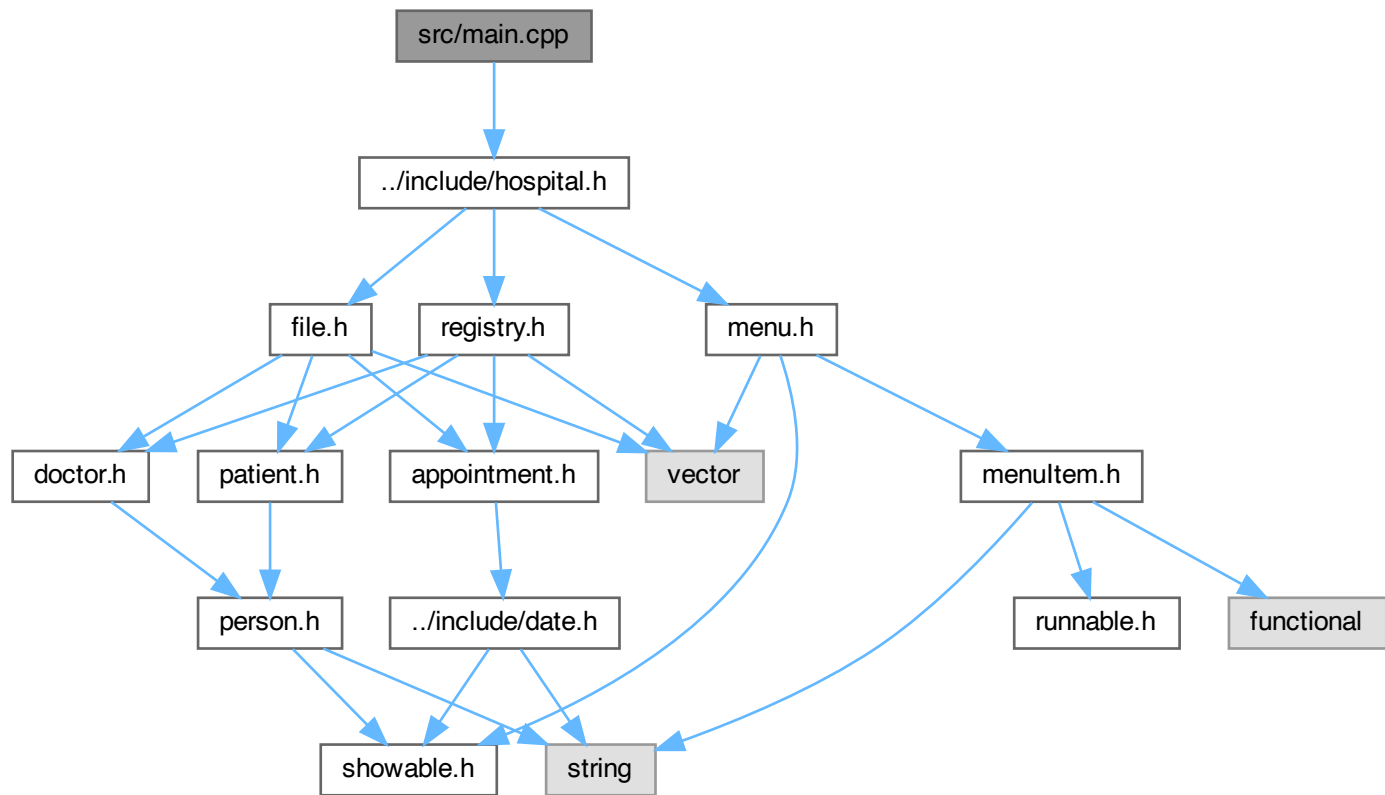 src/main.cpp
../include/hospital.h
file.h
registry.h
menu.h
doctor.h
patient.h
appointment.h
vector
menuItem.h
person.h
../include/date.h
runnable.h
functional
showable.h
string